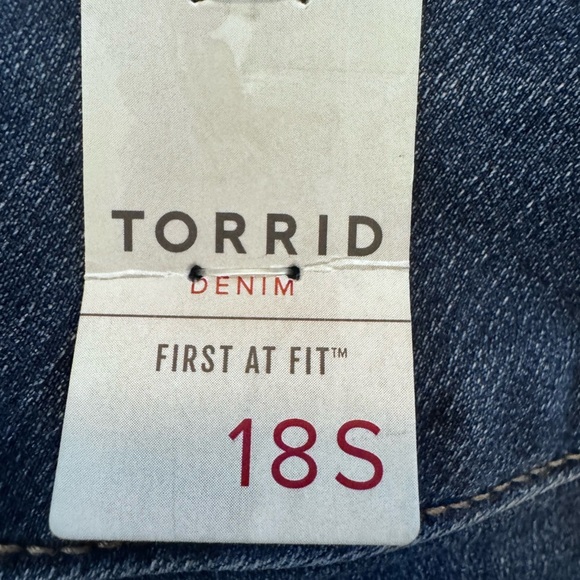 TORRID
DENIM
FIRST AT FIT™
18S